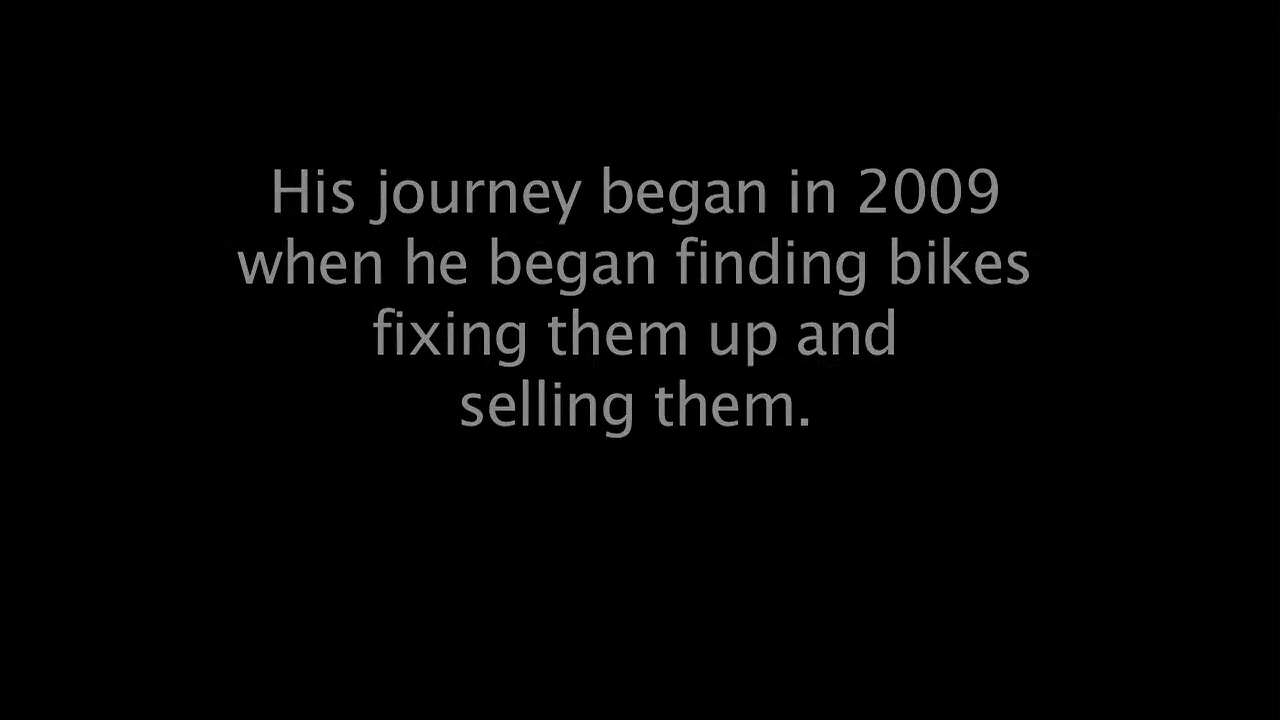 His journey began in 2009
when he began finding bikes
fixing them up and
selling them.